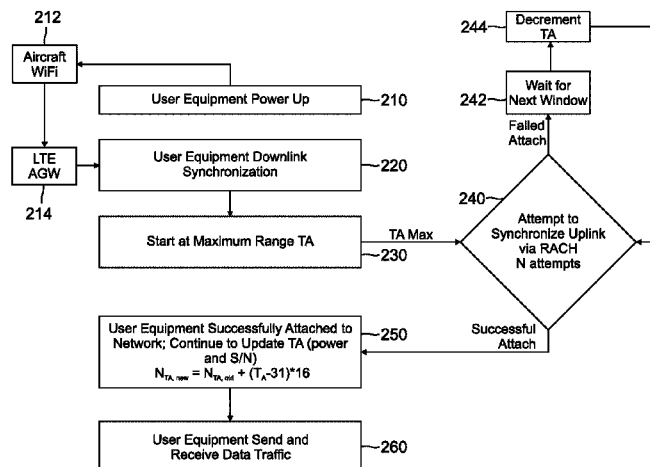 212
Aircraft
WiFi
User Equipment Power Up
210
LTE
AGW
214
User Equipment Downlink
Synchronization
220
Start at Maximum Range TA
230
TA Max
244
Decrement
TA
242
Wait for
Next Window
Failed
Attach
240
Attempt to
Synchronize Uplink
via RACH
N attempts
Successful
Attach
User Equipment Successfully Attached to
Network; Continue to Update TA (power
and S/N)
N_TA, new = N_TA, old + (T_A-31)*16
250
User Equipment Send and
Receive Data Traffic
260